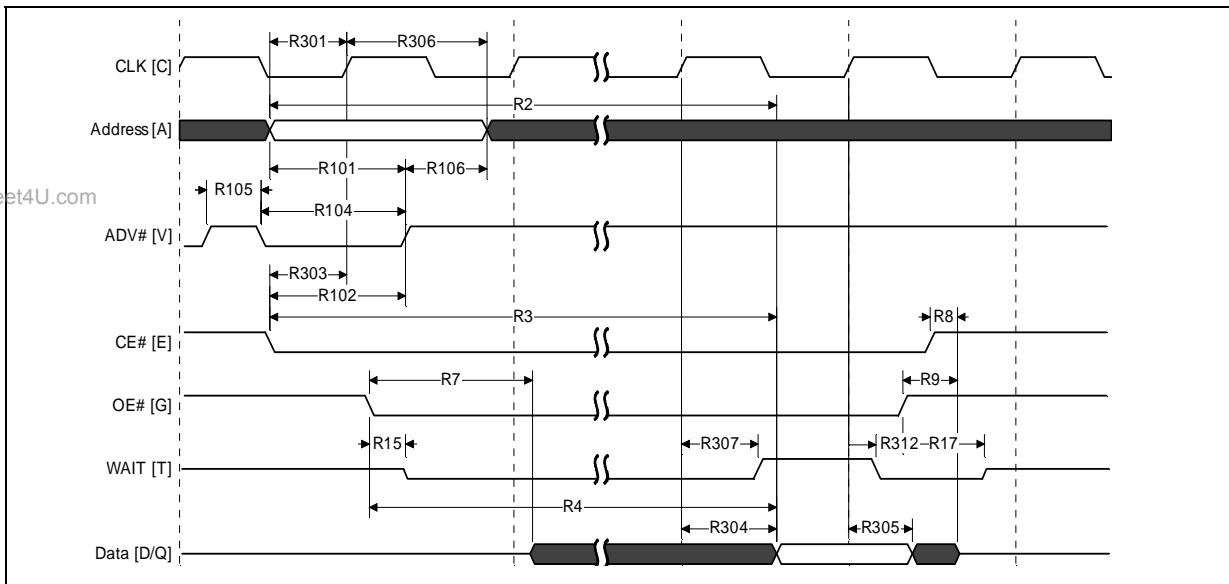 R301 R306
CLK [C]
R2
Address [A]
R101 R106
R105
eet4U.com
R104
ADV# [V]
R303
R102
R3
R8
CE# [E]
R7
R9
OE# [G]
R15
R307
R312 R17
WAIT [T]
R4
R304
R305
Data [D/Q]